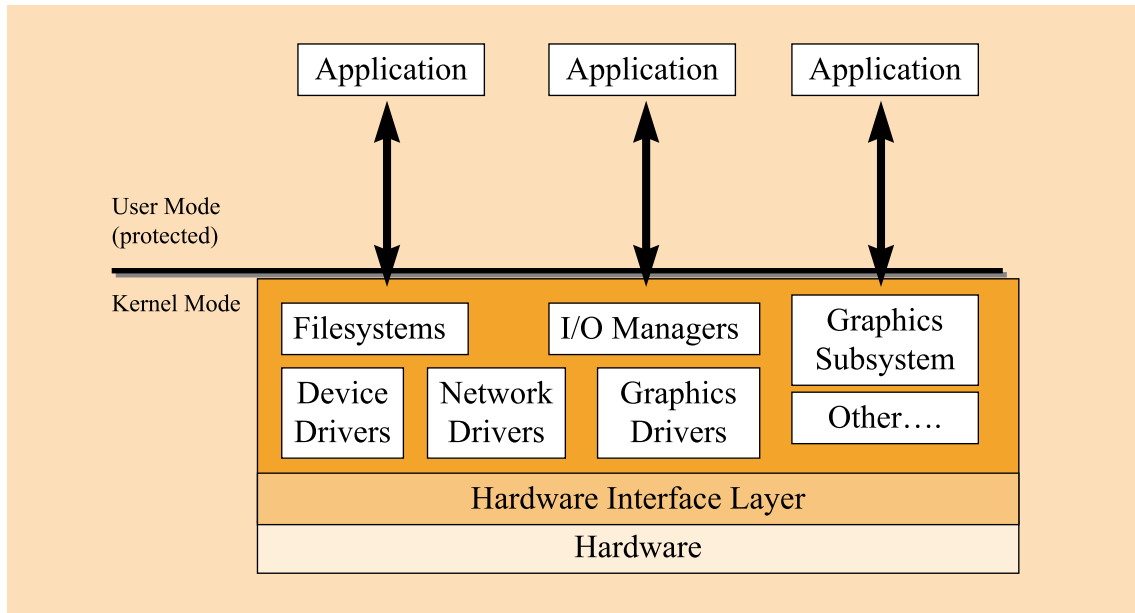 Application
Application
Application
User Mode
(protected)
Kernel Mode
Filesystems
I/O Managers
Graphics
Subsystem
Device
Drivers
Network
Drivers
Graphics
Drivers
Other….
Hardware Interface Layer
Hardware